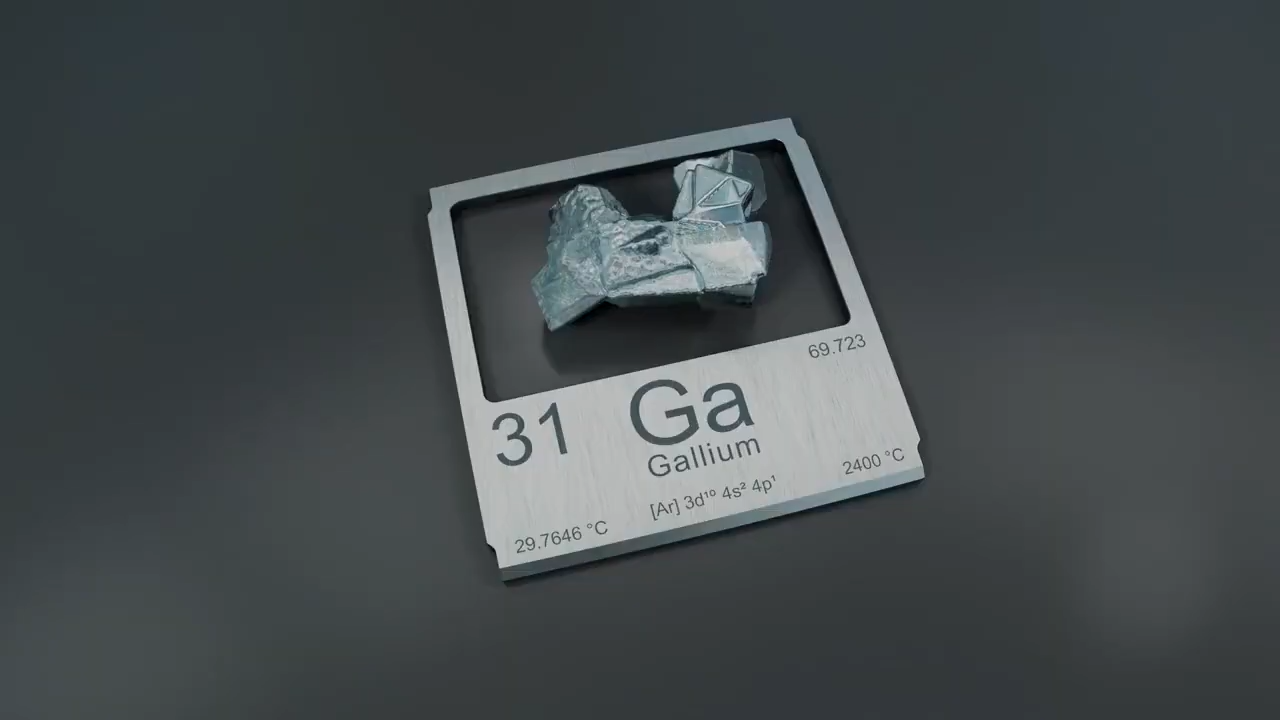 69.723
31 Ga
Gallium
[Ar] 3d¹⁰ 4s² 4p¹
29.7646 °C
2400 °C